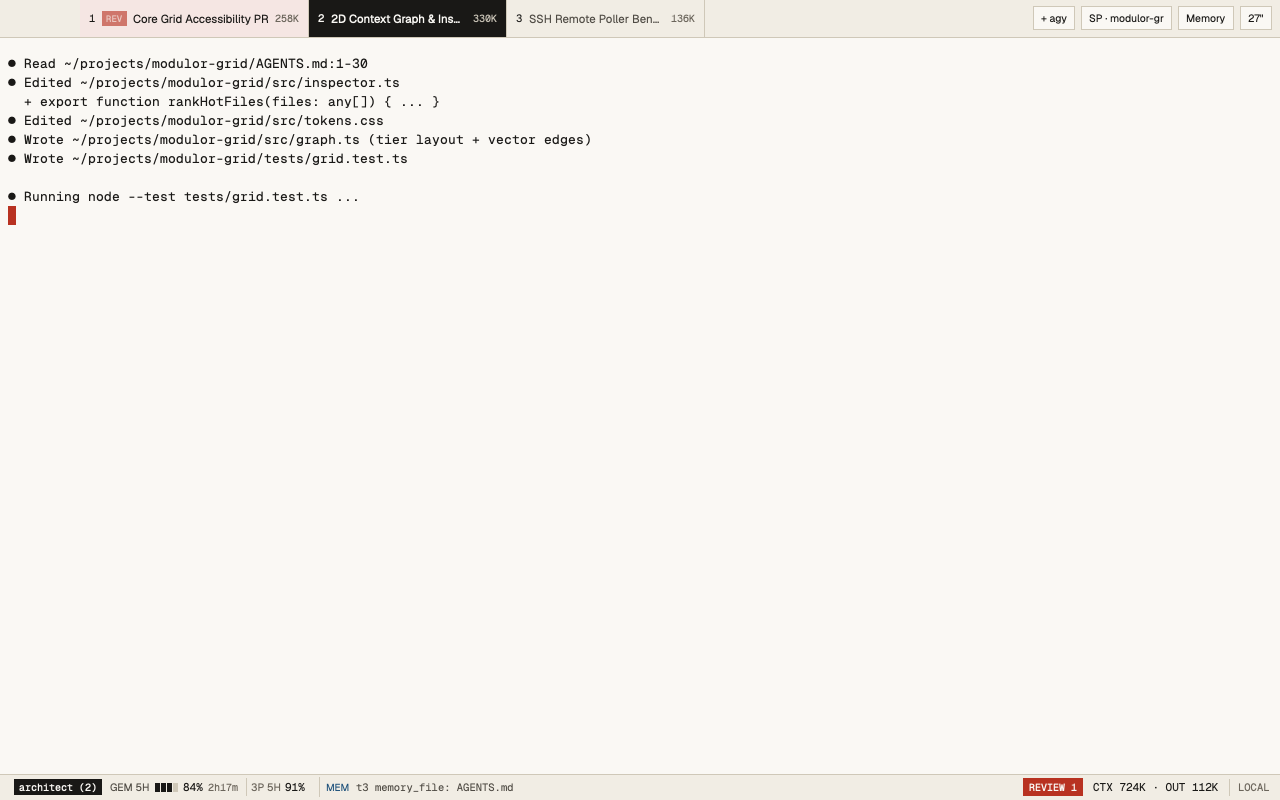 1 REV Core Grid Accessibility PR 258K 2 2D Context Graph & Ins... 330K 3 SSH Remote Poller Ben... 136K + agy SP · modulor-gr Memory 27"
● Read ~/projects/modulor-grid/AGENTS.md:1-30
● Edited ~/projects/modulor-grid/src/inspector.ts
+ export function rankHotFiles(files: any[]) { ... }
● Edited ~/projects/modulor-grid/src/tokens.css
● Wrote ~/projects/modulor-grid/src/graph.ts (tier layout + vector edges)
● Wrote ~/projects/modulor-grid/tests/grid.test.ts
● Running node --test tests/grid.test.ts ...
architect (2) GEM 5H 84% 2h17m 3P 5H 91% MEM t3 memory_file: AGENTS.md REVIEW 1 CTX 724K · OUT 112K LOCAL